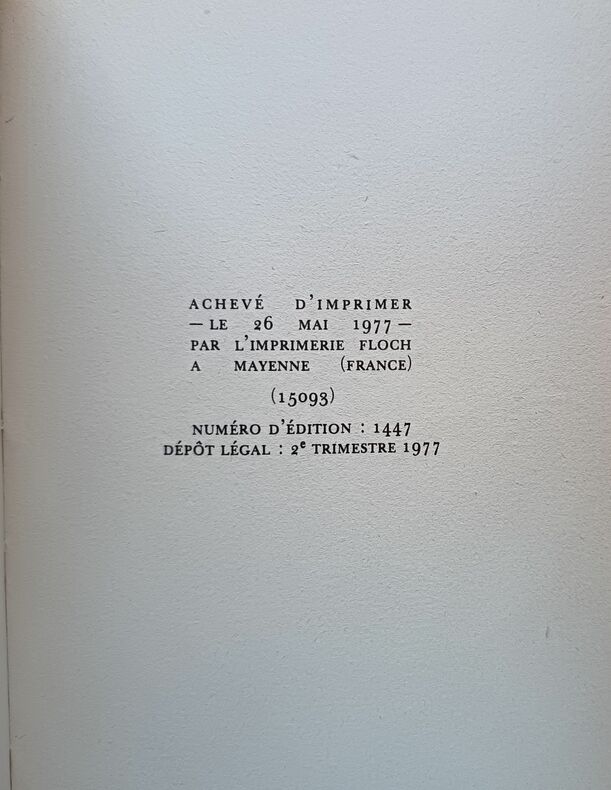 ACHEVÉ D'IMPRIMER
— LE 26 MAI 1977 —
PAR L'IMPRIMERIE FLOCH
A MAYENNE (FRANCE)
(15093)
NUMÉRO D'ÉDITION : 1447
DÉPÔT LÉGAL : 2e TRIMESTRE 1977